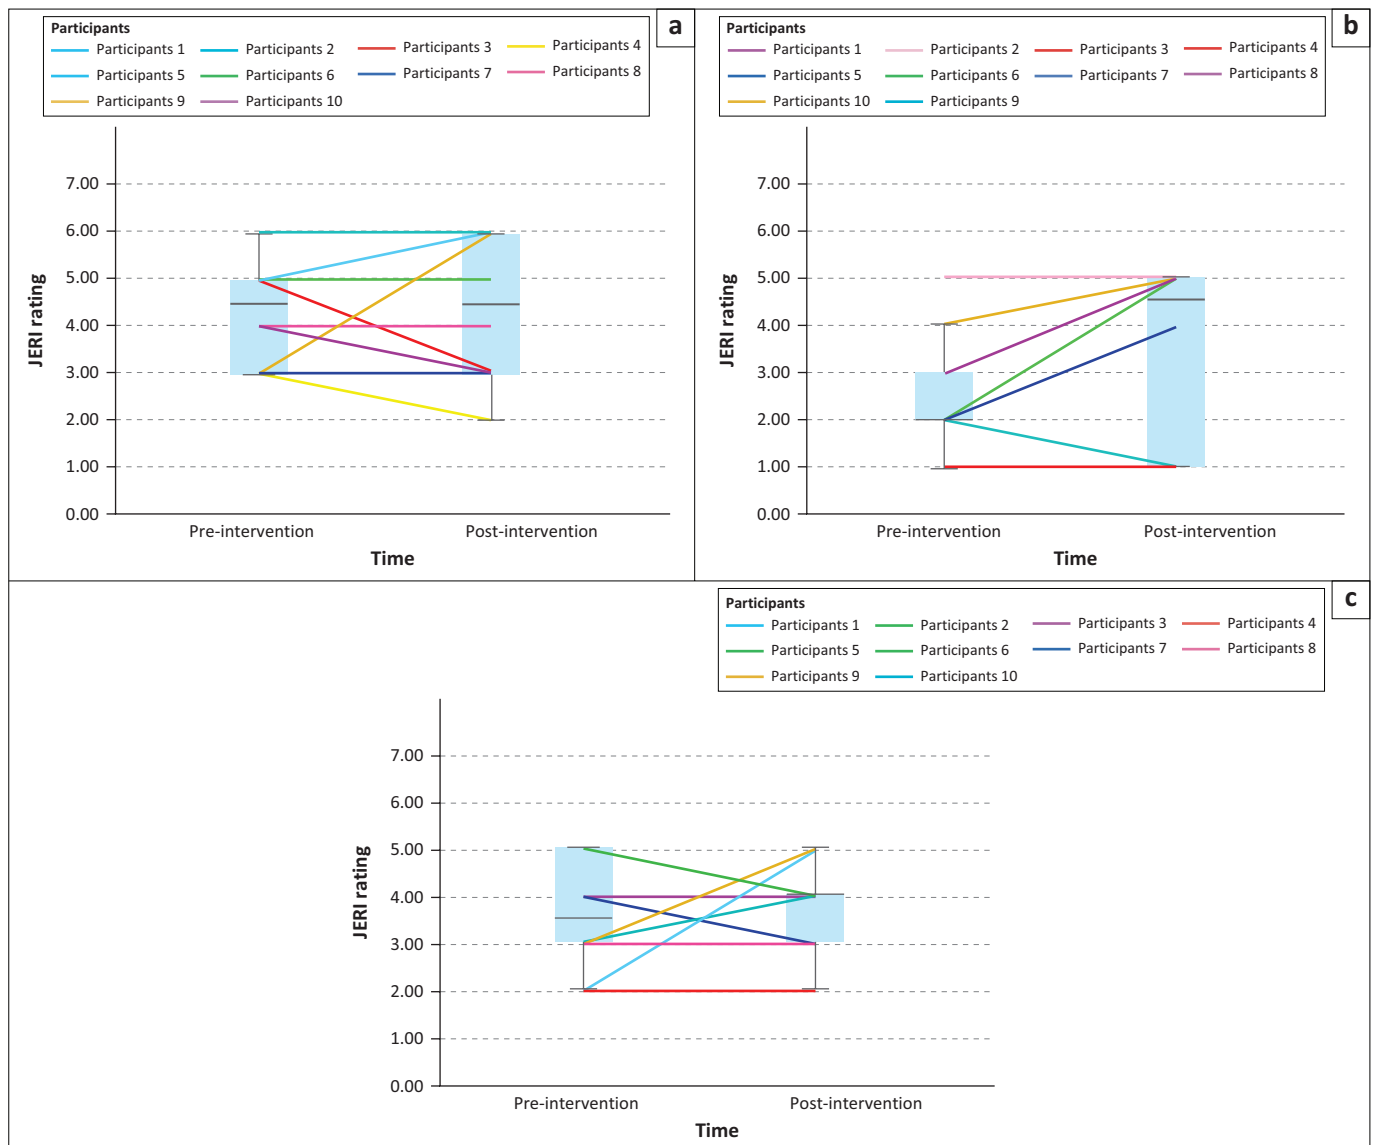 a
Participants
Participants 1 Participants 2 Participants 3 Participants 4
Participants 5 Participants 6 Participants 7 Participants 8
Participants 9 Participants 10
JERI rating
7.00
6.00
5.00
4.00
3.00
2.00
1.00
0.00
Pre-intervention Post-intervention
Time
b
Participants
Participants 1 Participants 2 Participants 3 Participants 4
Participants 5 Participants 6 Participants 7 Participants 8
Participants 10 Participants 9
JERI rating
7.00
6.00
5.00
4.00
3.00
2.00
1.00
0.00
Pre-intervention Post-intervention
Time
c
Participants
Participants 1 Participants 2 Participants 3 Participants 4
Participants 5 Participants 6 Participants 7 Participants 8
Participants 9 Participants 10
JERI rating
7.00
6.00
5.00
4.00
3.00
2.00
1.00
0.00
Pre-intervention Post-intervention
Time